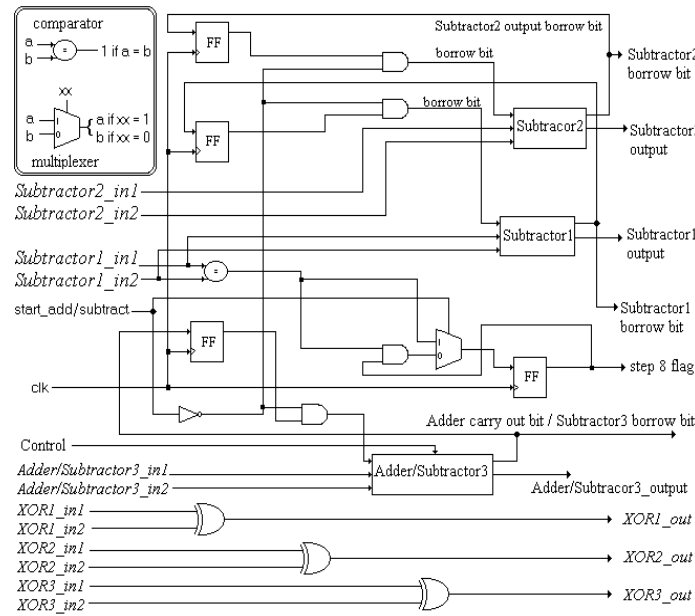 comparator
a
b
=
1 if a = b
xx
a
b
1
0
a if xx = 1
b if xx = 0
multiplexer
FF
Subtractor2 output borrow bit
borrow bit
Subtractor2
borrow bit
FF
borrow bit
Subtracor2
Subtractor
output
Subtractor2_in1
Subtractor2_in2
Subtractor1
Subtractor1
output
Subtractor1_in1
Subtractor1_in2
=
start_add/subtract
Subtractor1
borrow bit
FF
1
0
FF
step 8 flag
clk
Adder carry out bit / Subtractor3 borrow bit
Control
Adder/Subtractor3_in1
Adder/Subtractor3_in2
Adder/Subtractor3
Adder/Subtracor3_output
XOR1_in1
XOR1_in2
XOR1_out
XOR2_in1
XOR2_in2
XOR2_out
XOR3_in1
XOR3_in2
XOR3_out